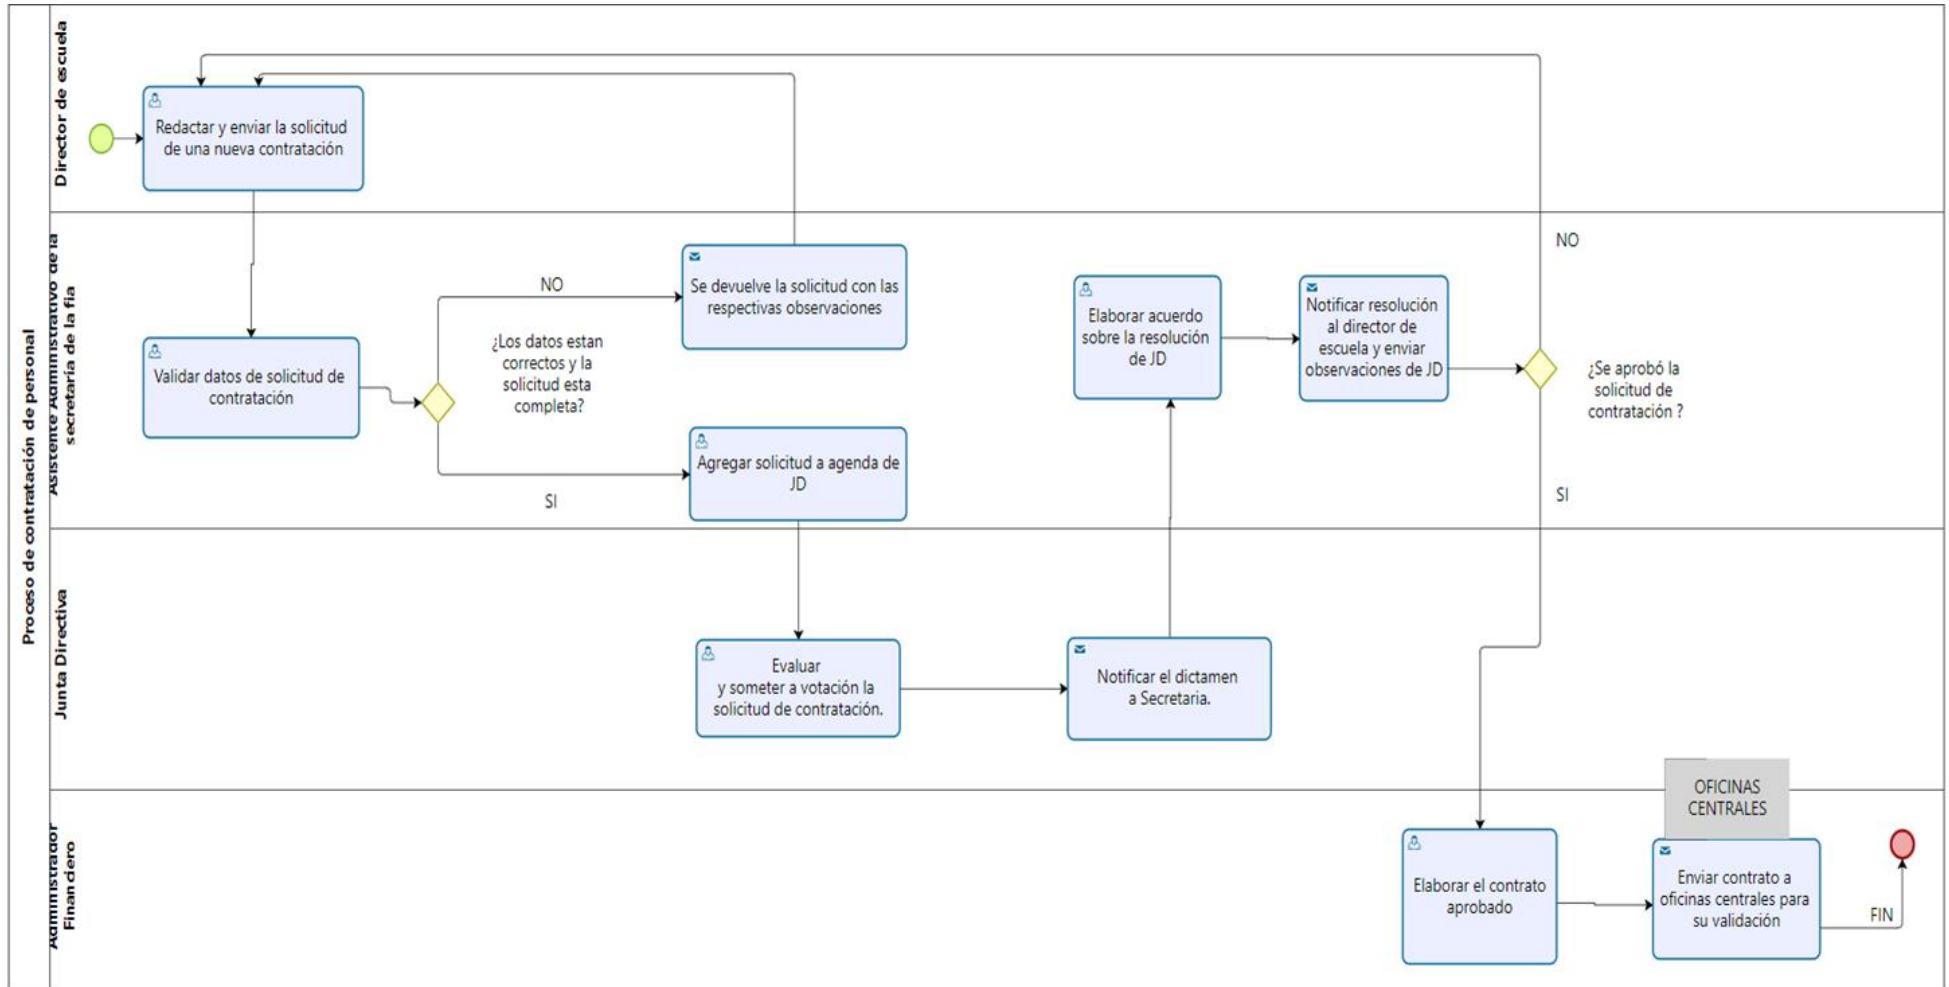 Proceso de contratación de personal
Director de escuela
Redactar y enviar la solicitud
de una nueva contratación
Asistente Administrativo de la
secretaría de la fia
Validar datos de solicitud de
contratación
NO
¿Los datos estan
correctos y la
solicitud esta
completa?
SI
Se devuelve la solicitud con las
respectivas observaciones
Agregar solicitud a agenda de
JD
Elaborar acuerdo
sobre la resolución
de JD
Notificar resolución
al director de
escuela y enviar
observaciones de JD
NO
¿Se aprobó la
solicitud de
contratación ?
SI
Junta Directiva
Evaluar
y someter a votación la
solicitud de contratación.
Notificar el dictamen
a Secretaria.
Administrador
Financiero
Elaborar el contrato
aprobado
OFICINAS
CENTRALES
Enviar contrato a
oficinas centrales para
su validación
FIN